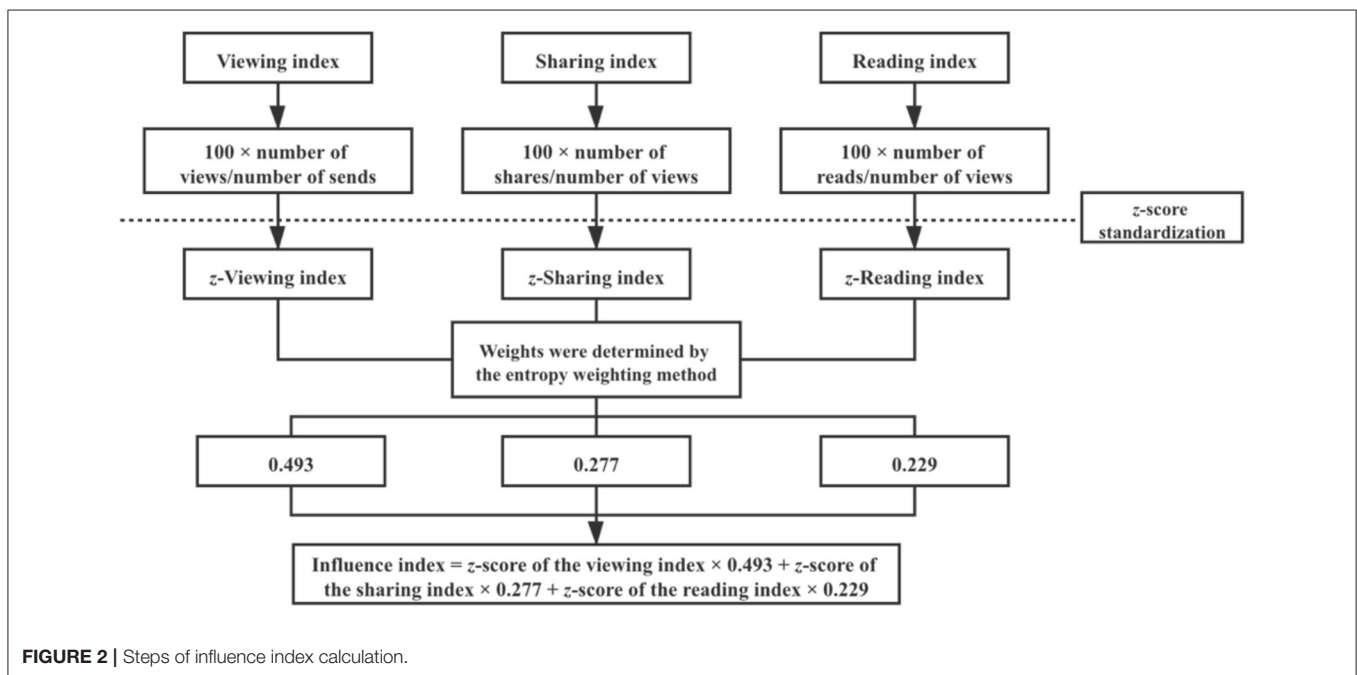 Viewing index
Sharing index
Reading index
100 × number of
views/number of sends
100 × number of
shares/number of views
100 × number of
reads/number of views
z-score
standardization
z-Viewing index
z-Sharing index
z-Reading index
Weights were determined by
the entropy weighting method
0.493
0.277
0.229
Influence index = z-score of the viewing index × 0.493 + z-score of
the sharing index × 0.277 + z-score of the reading index × 0.229
FIGURE 2 | Steps of influence index calculation.